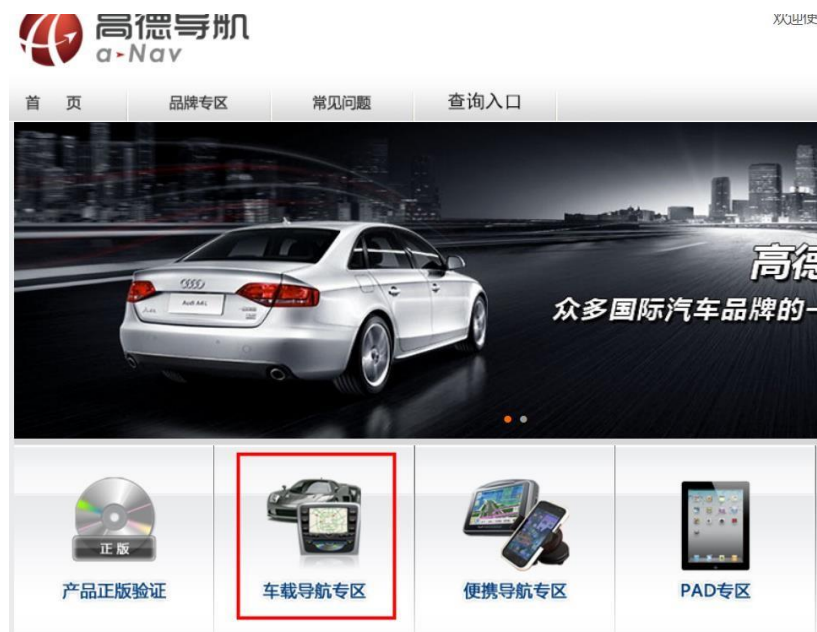 高德导航
a-Nav
欢迎使
首 页
品牌专区
常见问题
查询入口
高德
众多国际汽车品牌的一
Audi A4L
正版
产品正版验证
车载导航专区
便携导航专区
PAD专区